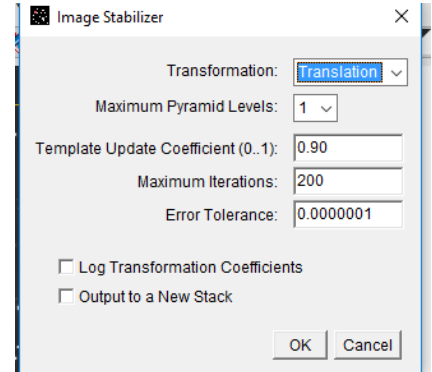 Image Stabilizer
Transformation: Translation
Maximum Pyramid Levels: 1
Template Update Coefficient (0..1): 0.90
Maximum Iterations: 200
Error Tolerance: 0.0000001
Log Transformation Coefficients
Output to a New Stack
OK Cancel